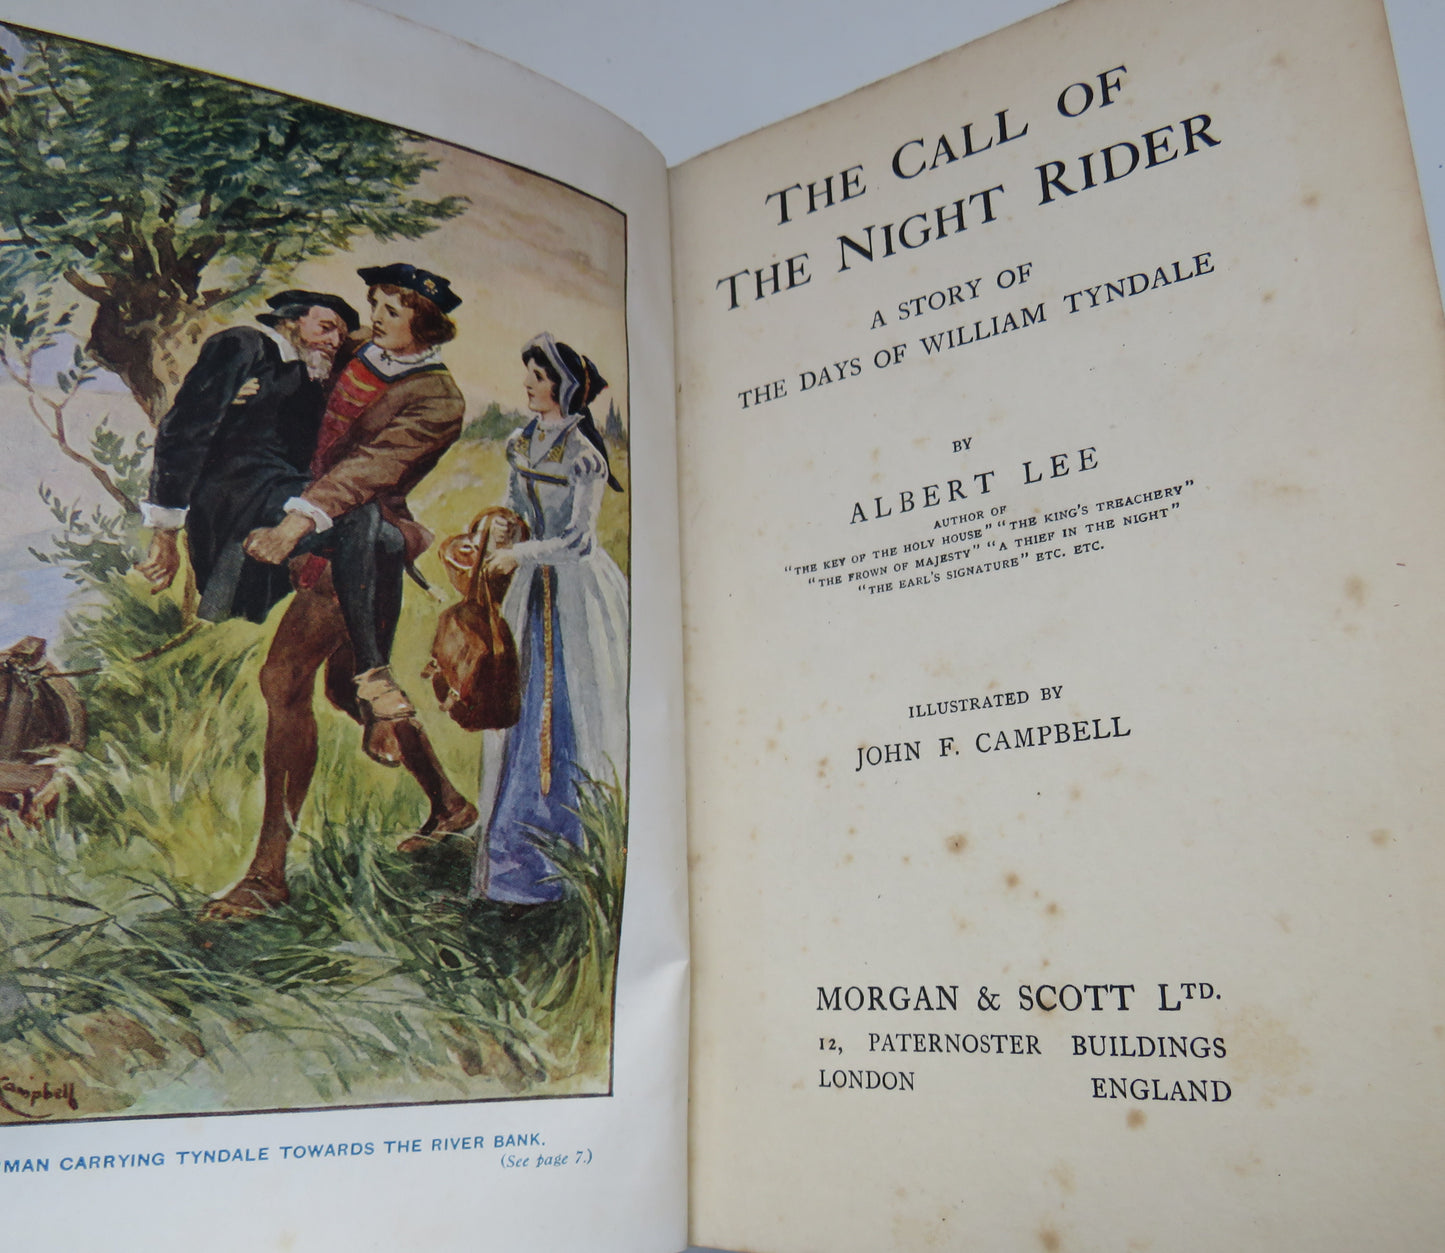 Campbell
MAN CARRYING TYNDALE TOWARDS THE RIVER BANK.
(See page 7.)
THE CALL OF
THE NIGHT RIDER
A STORY OF
THE DAYS OF WILLIAM TYNDALE
BY
ALBERT LEE
AUTHOR OF
"THE KEY OF THE HOLY HOUSE" "THE KING'S TREACHERY"
"THE FROWN OF MAJESTY" "A THIEF IN THE NIGHT"
"THE EARL'S SIGNATURE" ETC. ETC.
ILLUSTRATED BY
JOHN F. CAMPBELL
MORGAN & SCOTT LTD.
12, PATERNOSTER BUILDINGS
LONDON ENGLAND